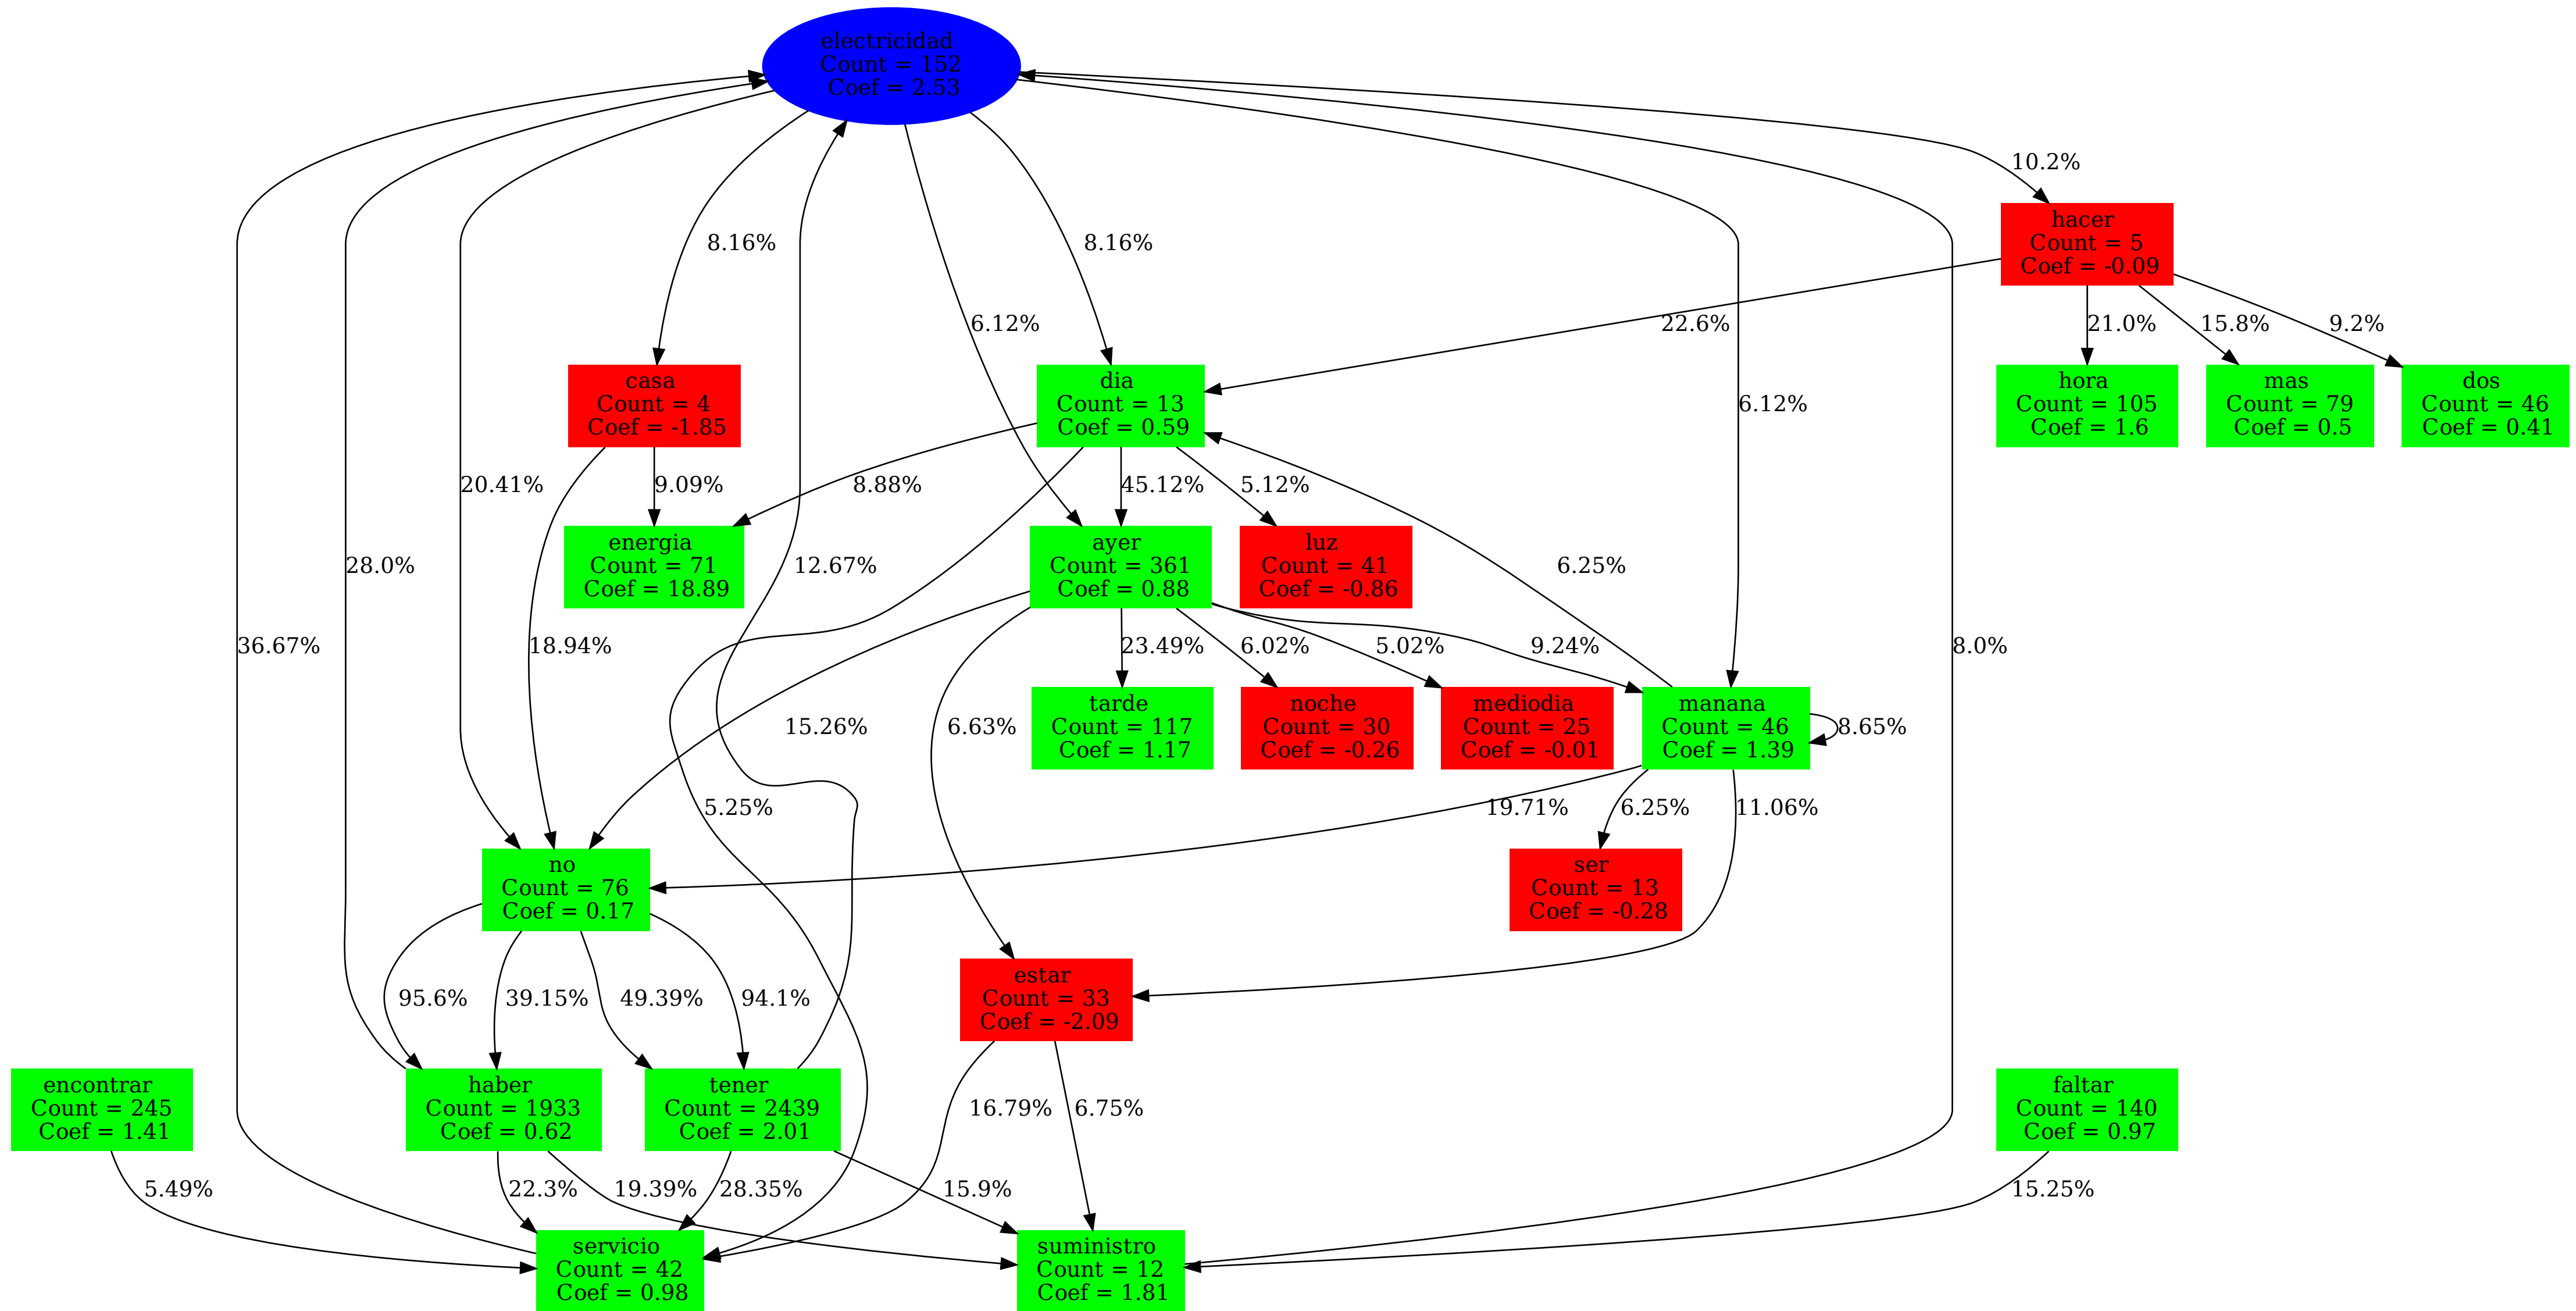 electricidad
Count = 152
Coef = 2.53
10.2%
hacer
Count = 5
Coef = -0.09
8.16%
8.16%
6.12%
22.6%
21.0%
15.8%
9.2%
casa
Count = 4
Coef = -1.85
dia
Count = 13
Coef = 0.59
6.12%
hora
Count = 105
Coef = 1.6
mas
Count = 79
Coef = 0.5
dos
Count = 46
Coef = 0.41
20.41%
9.09%
8.88%
45.12%
5.12%
28.0%
energia
Count = 71
Coef = 18.89
12.67%
ayer
Count = 361
Coef = 0.88
luz
Count = 41
Coef = -0.86
6.25%
36.67%
18.94%
23.49%
6.02%
5.02%
9.24%
8.0%
15.26%
6.63%
tarde
Count = 117
Coef = 1.17
noche
Count = 30
Coef = -0.26
mediodia
Count = 25
Coef = -0.01
manana
Count = 46
Coef = 1.39
8.65%
5.25%
19.71%
6.25%
11.06%
no
Count = 76
Coef = 0.17
ser
Count = 13
Coef = -0.28
95.6%
39.15%
49.39%
94.1%
estar
Count = 33
Coef = -2.09
encontrar
Count = 245
Coef = 1.41
haber
Count = 1933
Coef = 0.62
tener
Count = 2439
Coef = 2.01
16.79%
6.75%
faltar
Count = 140
Coef = 0.97
5.49%
22.3%
19.39%
28.35%
15.9%
15.25%
servicio
Count = 42
Coef = 0.98
suministro
Count = 12
Coef = 1.81